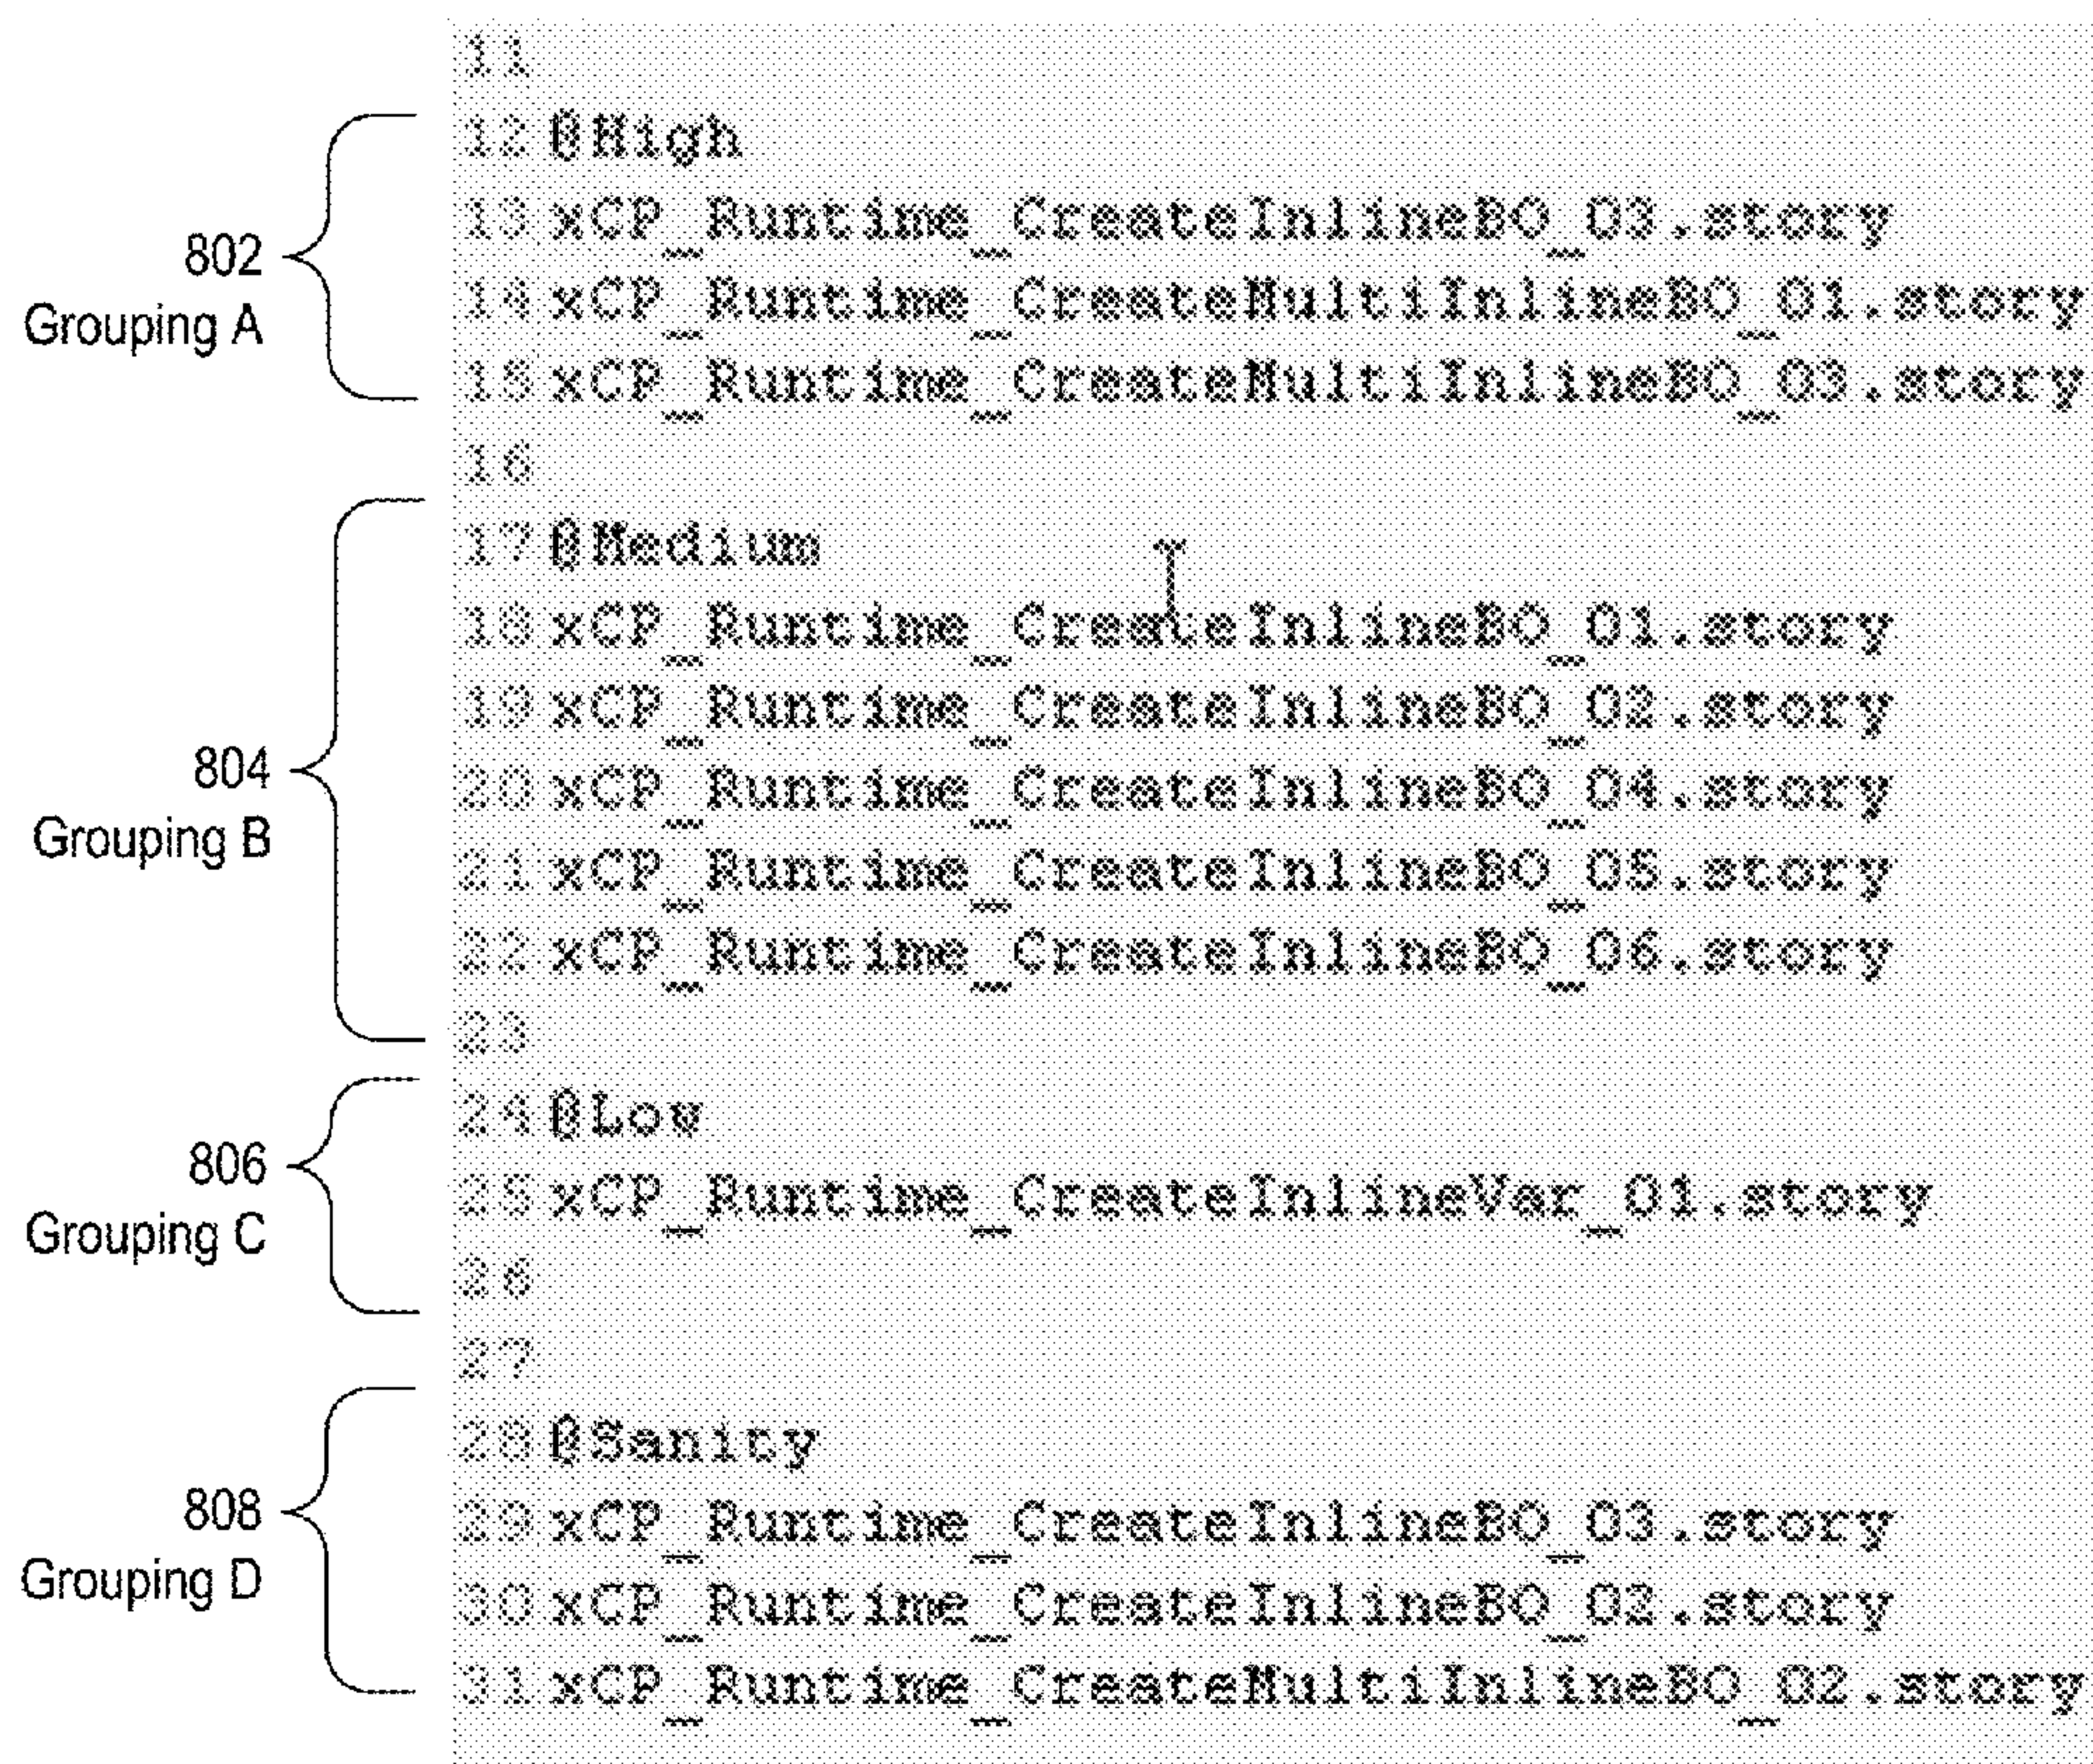 11
12 @High
13 xCP_Runtime_CreateInlineBO_03.story
14 xCP_Runtime_CreateMultiInlineBO_01.story
15 xCP_Runtime_CreateMultiInlineBO_03.story
802
Grouping A
16
17 @Medium
18 xCP_Runtime_CreateInlineBO_01.story
19 xCP_Runtime_CreateInlineBO_02.story
20 xCP_Runtime_CreateInlineBO_04.story
21 xCP_Runtime_CreateInlineBO_05.story
22 xCP_Runtime_CreateInlineBO_06.story
23
804
Grouping B
24 @Low
25 xCP_Runtime_CreateInlineVar_01.story
26
806
Grouping C
27
28 @Sanity
29 xCP_Runtime_CreateInlineBO_03.story
30 xCP_Runtime_CreateInlineBO_02.story
31 xCP_Runtime_CreateMultiInlineBO_02.story
808
Grouping D